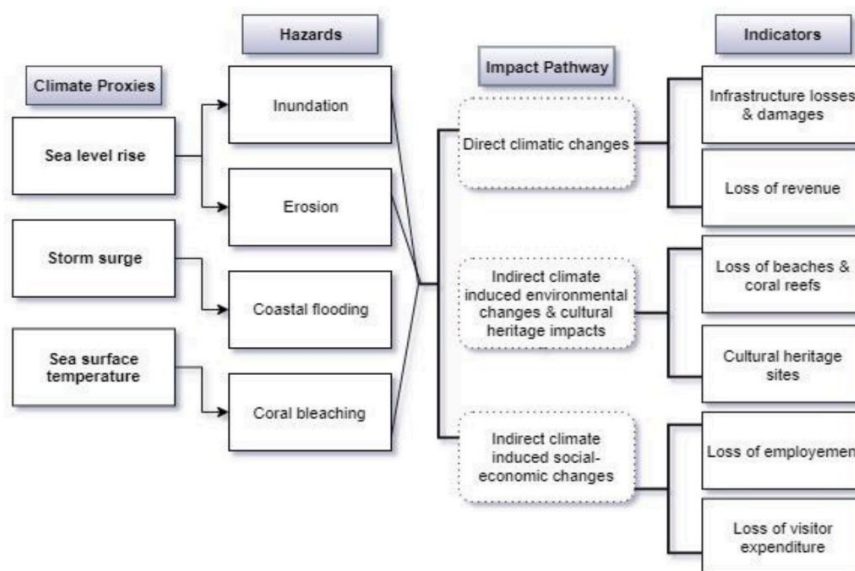 Climate Proxies
Sea level rise
Storm surge
Sea surface
temperature
Hazards
Inundation
Erosion
Coastal flooding
Coral bleaching
Impact Pathway
Direct climatic changes
Indirect climate
induced environmental
changes & cultural
heritage impacts
Indirect climate
induced social-
economic changes
Indicators
Infrastructure losses
& damages
Loss of revenue
Loss of beaches &
coral reefs
Cultural heritage
sites
Loss of employemen
Loss of visitor
expenditure